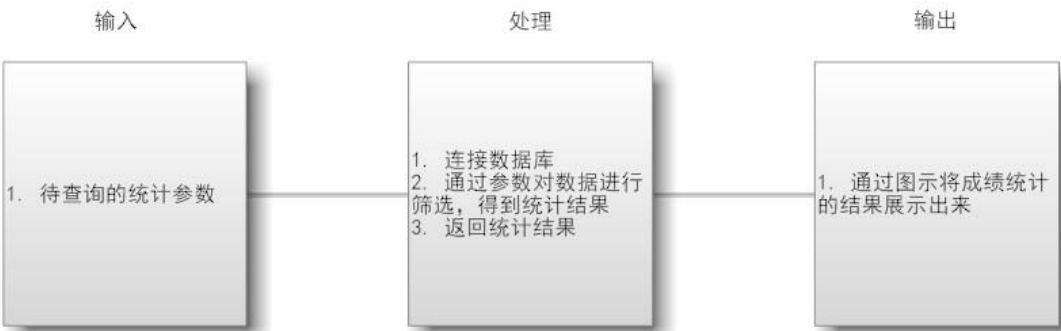 输入
处理
输出
1. 待查询的统计参数
1. 连接数据库
2. 通过参数对数据进行
筛选，得到统计结果
3. 返回统计结果
1. 通过图示将成绩统计
的结果展示出来